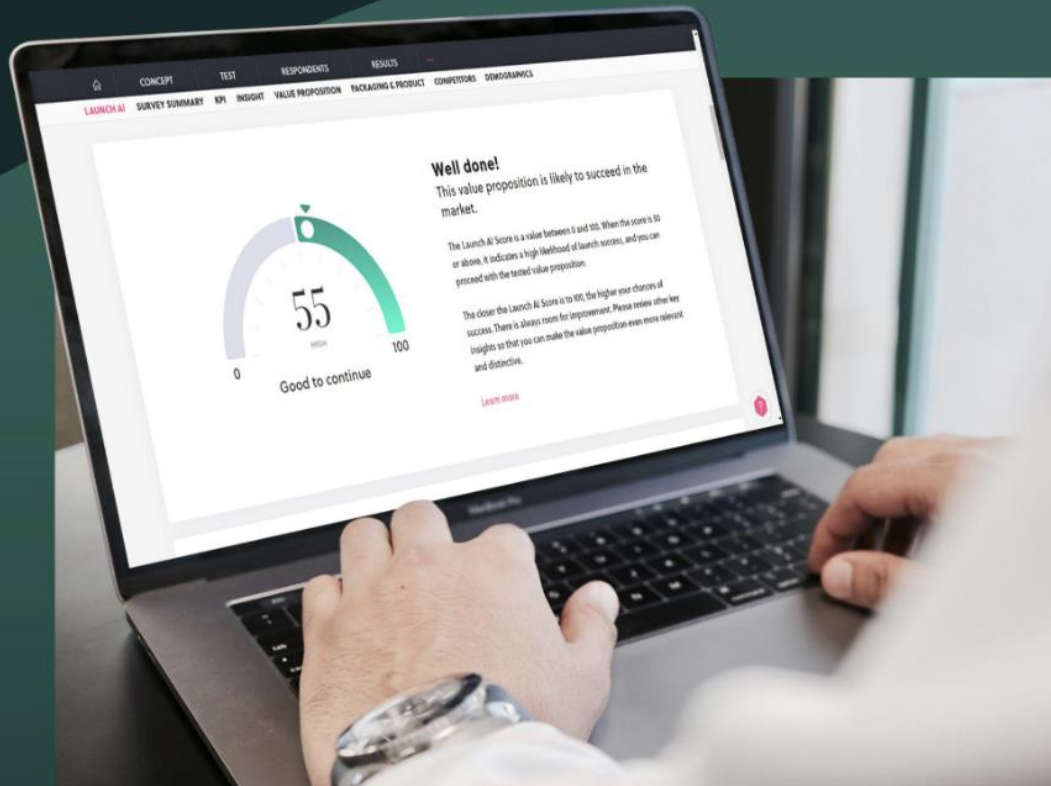 CONCEPT TEST RESPONDENTS RESULTS
LAUNCH AI SURVEY SUMMARY KPI INSIGHT VALUE PROPOSITION PACKAGING & PRODUCT COMPETITORS DEMOGRAPHICS
Well done!
This value proposition is likely to succeed in the
market.
The Launch AI Score is a value between 0 and 100. When the score is 50
or above, it indicates a high likelihood of launch success, and you can
proceed with the tested value proposition.
The closer the Launch AI Score is to 100, the higher your chances of
success. There is always room for improvement. Please review other key
insights so that you can make the value proposition even more relevant
and distinctive.
Learn more
55
HIGH
0 100
Good to continue
?
MacBook Pro